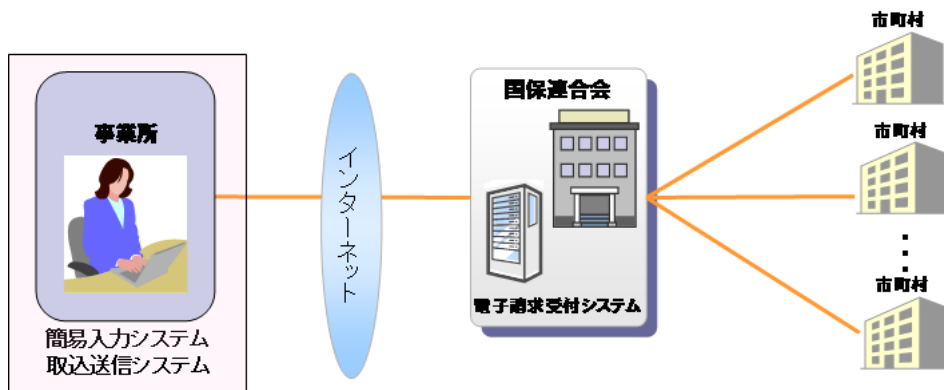 事業所
簡易入力システム
取込送信システム
インターネット
国保連合会
電子請求受付システム
市町村
市町村
市町村